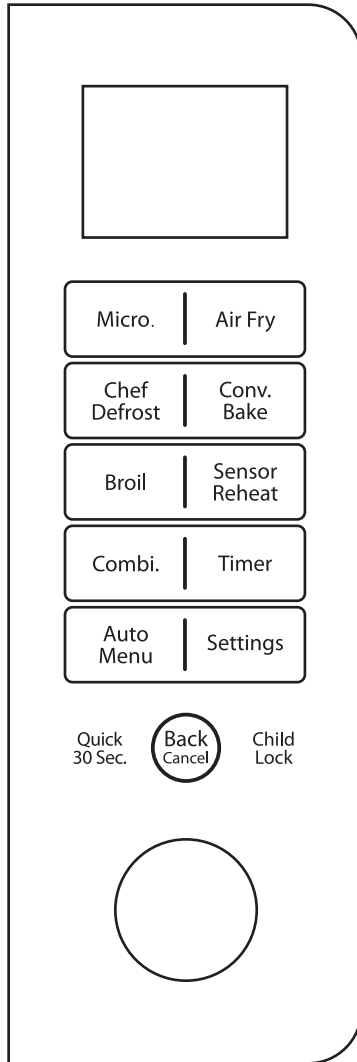 Micro. Air Fry
Chef Conv.
Defrost Bake
Broil Sensor
Reheat
Combi. Timer
Auto Settings
Menu
Quick Back Child
30 Sec. Cancel Lock